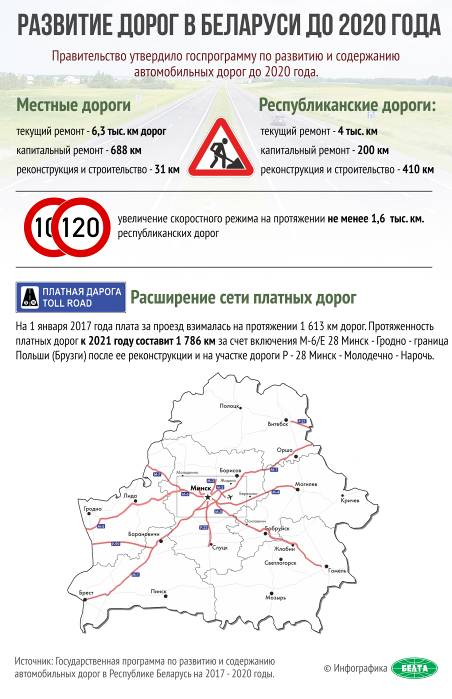 РАЗВИТИЕ ДОРОГ В БЕЛАРУСИ ДО 2020 ГОДА
Правительство утвердило госпрограмму по развитию и содержанию
автомобильных дорог до 2020 года.
Местные дороги
текущий ремонт - 6,3 тыс. км дорог
капитальный ремонт - 688 км
реконструкция и строительство - 31 км
Республиканские дороги:
текущий ремонт - 4 тыс. км
капитальный ремонт - 200 км
реконструкция и строительство - 410 км
120
увеличение скоростного режима на протяжении не менее 1,6 тыс. км.
республиканских дорог
ПЛАТНАЯ ДАРОГА
TOLL ROAD
Расширение сети платных дорог
На 1 января 2017 года плата за проезд взималась на протяжении 1 613 км дорог. Протяженность
платных дорог к 2021 году составит 1 786 км за счет включения М-6/Е 28 Минск - Гродно - граница
Польши (Брузги) после ее реконструкции и на участке дороги Р - 28 Минск - Молодечно - Нарочь.
Полоцк
Витебск
Орша
Борисов
Молодечно
Жодино
Минск
Могилев
Кричев
Лида
Гродно
Барановичи
Слуцк
Бобруйск
Жлобин
Светлогорск
Гомель
Брест
Пинск
Мозырь
Источник: Государственная программа по развитию и содержанию
автомобильных дорог в Республике Беларусь на 2017 - 2020 годы.
© Инфографика
БЕЛТА